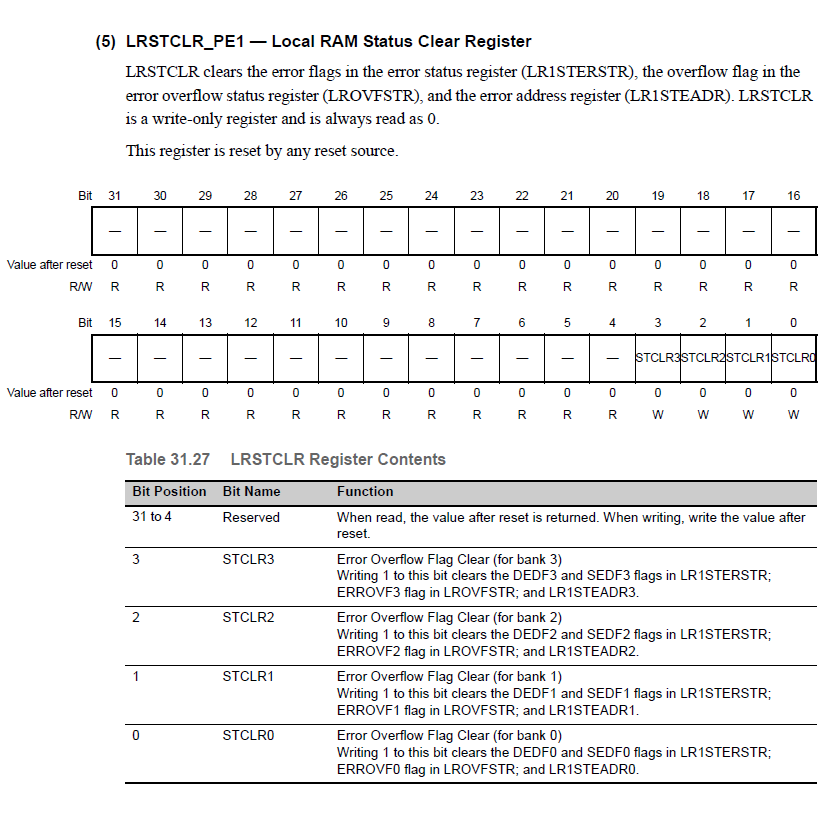 (5) LRSTCLR_PE1 — Local RAM Status Clear Register
LRSTCLR clears the error flags in the error status register (LR1STERSTR), the overflow flag in the
error overflow status register (LROVFSTR), and the error address register (LR1STEADR). LRSTCLR
is a write-only register and is always read as 0.
This register is reset by any reset source.
Bit 31 30 29 28 27 26 25 24 23 22 21 20 19 18 17 16
— — — — — — — — — — — — — — — —
Value after reset 0 0 0 0 0 0 0 0 0 0 0 0 0 0 0 0
R/W R R R R R R R R R R R R R R R R
Bit 15 14 13 12 11 10 9 8 7 6 5 4 3 2 1 0
— — — — — — — — — — — — STCLR3 STCLR2 STCLR1 STCLR0
Value after reset 0 0 0 0 0 0 0 0 0 0 0 0 0 0 0 0
R/W R R R R R R R R R R R R W W W W
Table 31.27 LRSTCLR Register Contents
Bit Position Bit Name Function
31 to 4 Reserved When read, the value after reset is returned. When writing, write the value after
reset.
3 STCLR3 Error Overflow Flag Clear (for bank 3)
Writing 1 to this bit clears the DEDF3 and SEDF3 flags in LR1STERSTR;
ERROVF3 flag in LROVFSTR; and LR1STEADR3.
2 STCLR2 Error Overflow Flag Clear (for bank 2)
Writing 1 to this bit clears the DEDF2 and SEDF2 flags in LR1STERSTR;
ERROVF2 flag in LROVFSTR; and LR1STEADR2.
1 STCLR1 Error Overflow Flag Clear (for bank 1)
Writing 1 to this bit clears the DEDF1 and SEDF1 flags in LR1STERSTR;
ERROVF1 flag in LROVFSTR; and LR1STEADR1.
0 STCLR0 Error Overflow Flag Clear (for bank 0)
Writing 1 to this bit clears the DEDF0 and SEDF0 flags in LR1STERSTR;
ERROVF0 flag in LROVFSTR; and LR1STEADR0.